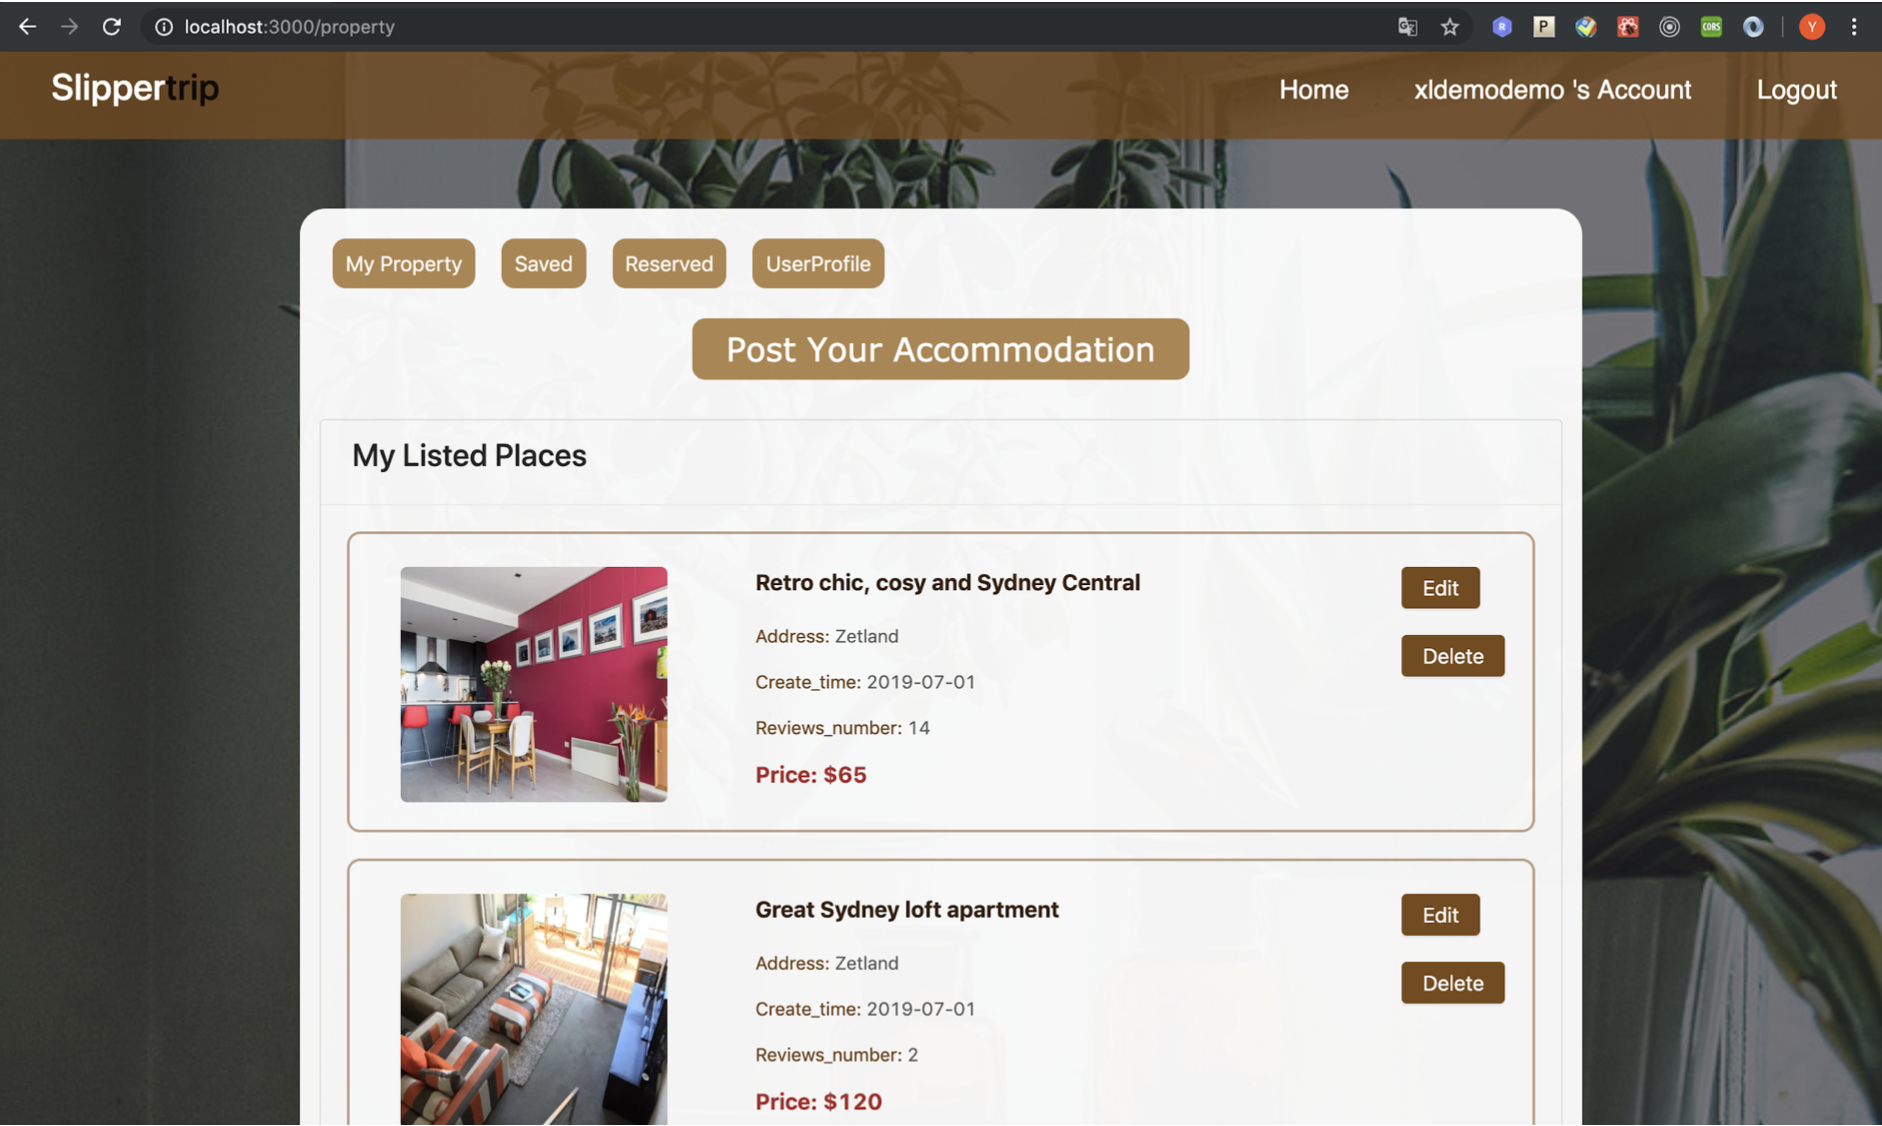 localhost:3000/property
Slippertrip
Home
xldemodemo 's Account
Logout
My Property
Saved
Reserved
UserProfile
Post Your Accommodation
My Listed Places
Retro chic, cosy and Sydney Central
Address: Zetland
Create_time: 2019-07-01
Reviews_number: 14
Price: $65
Edit
Delete
Great Sydney loft apartment
Address: Zetland
Create_time: 2019-07-01
Reviews_number: 2
Price: $120
Edit
Delete
R
P
CORS
Y